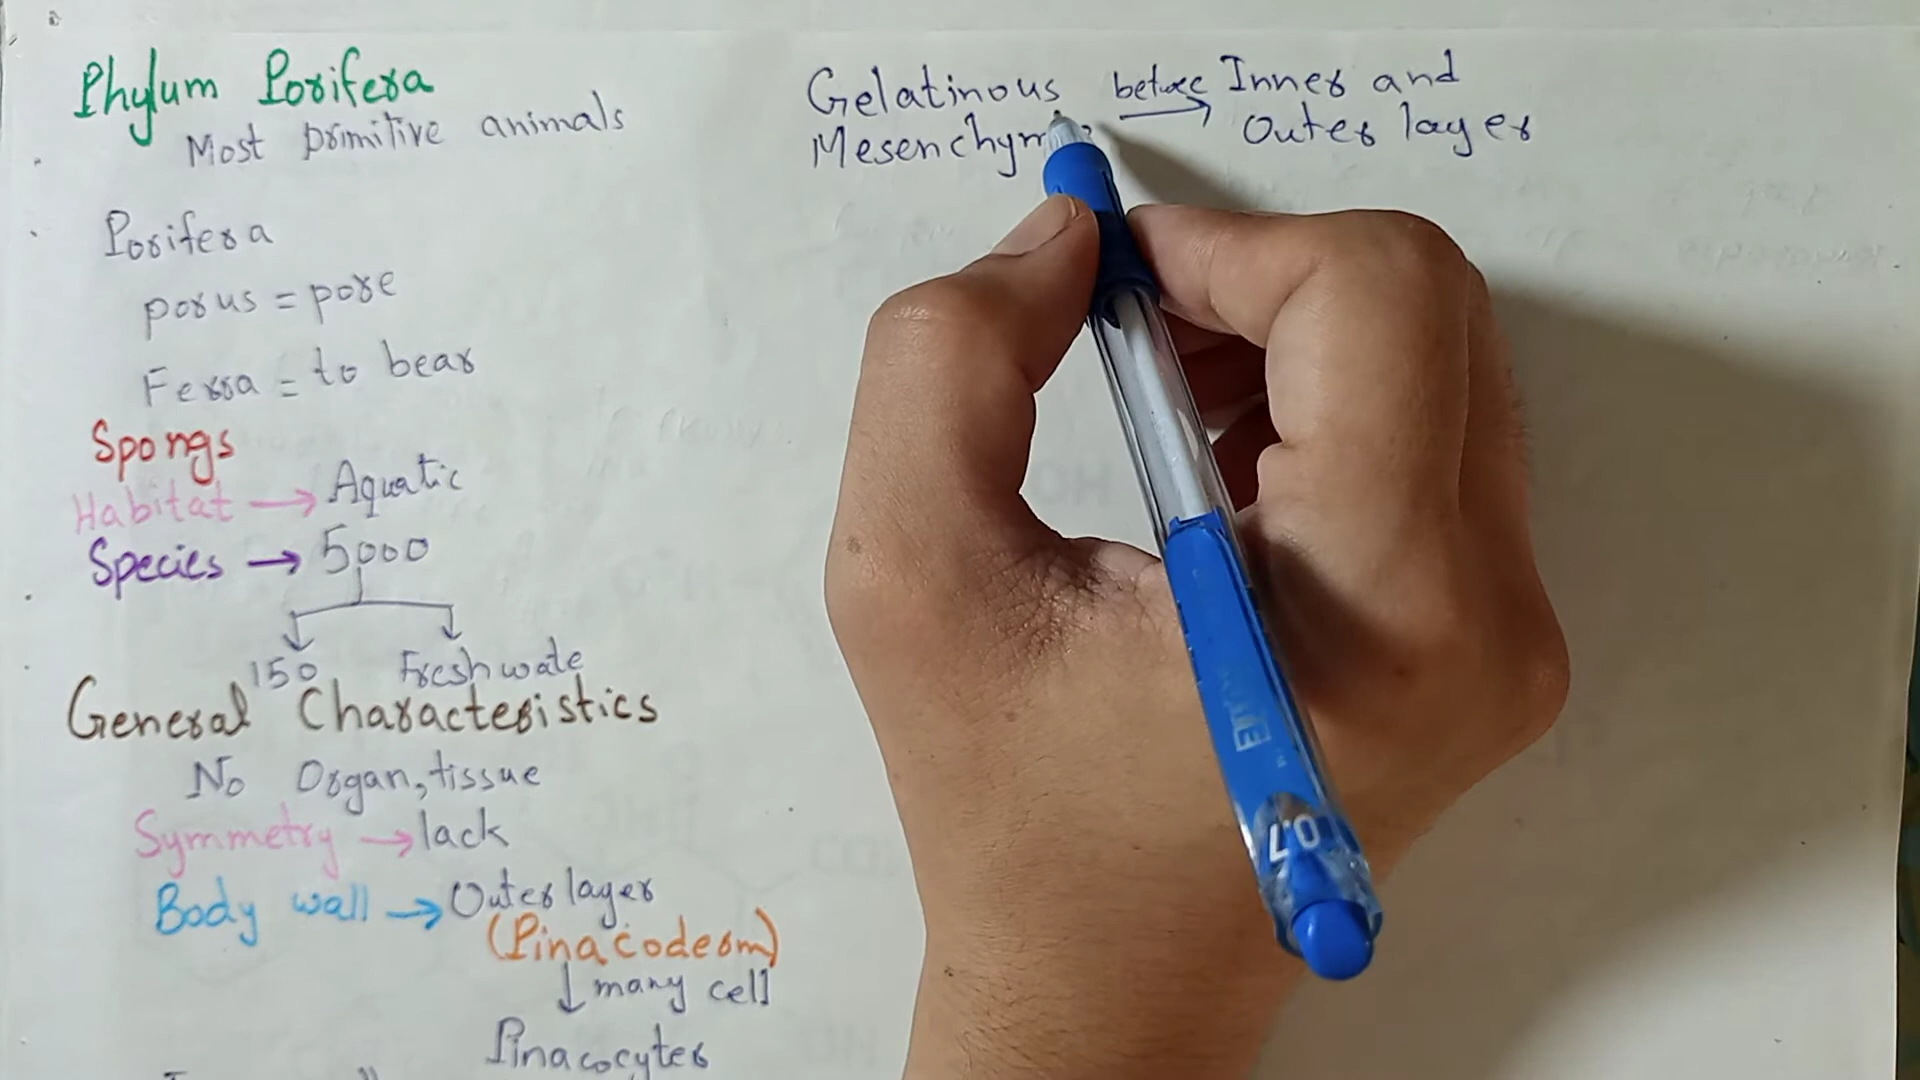 Phylum Porifera
Most primitive animals
Porifera
porus = pore
Ferra = to bear
Spongs
Habitat → Aquatic
Species → 5000
150 Freshwate
General Characteristics
No Organ, tissue
Symmetry → lack
Body wall → Outer layer
(Pinacoderm)
↓ many cell
Pinacocytes
Gelatinous
Mesenchym
→ Inner and
Outer layer
0.7